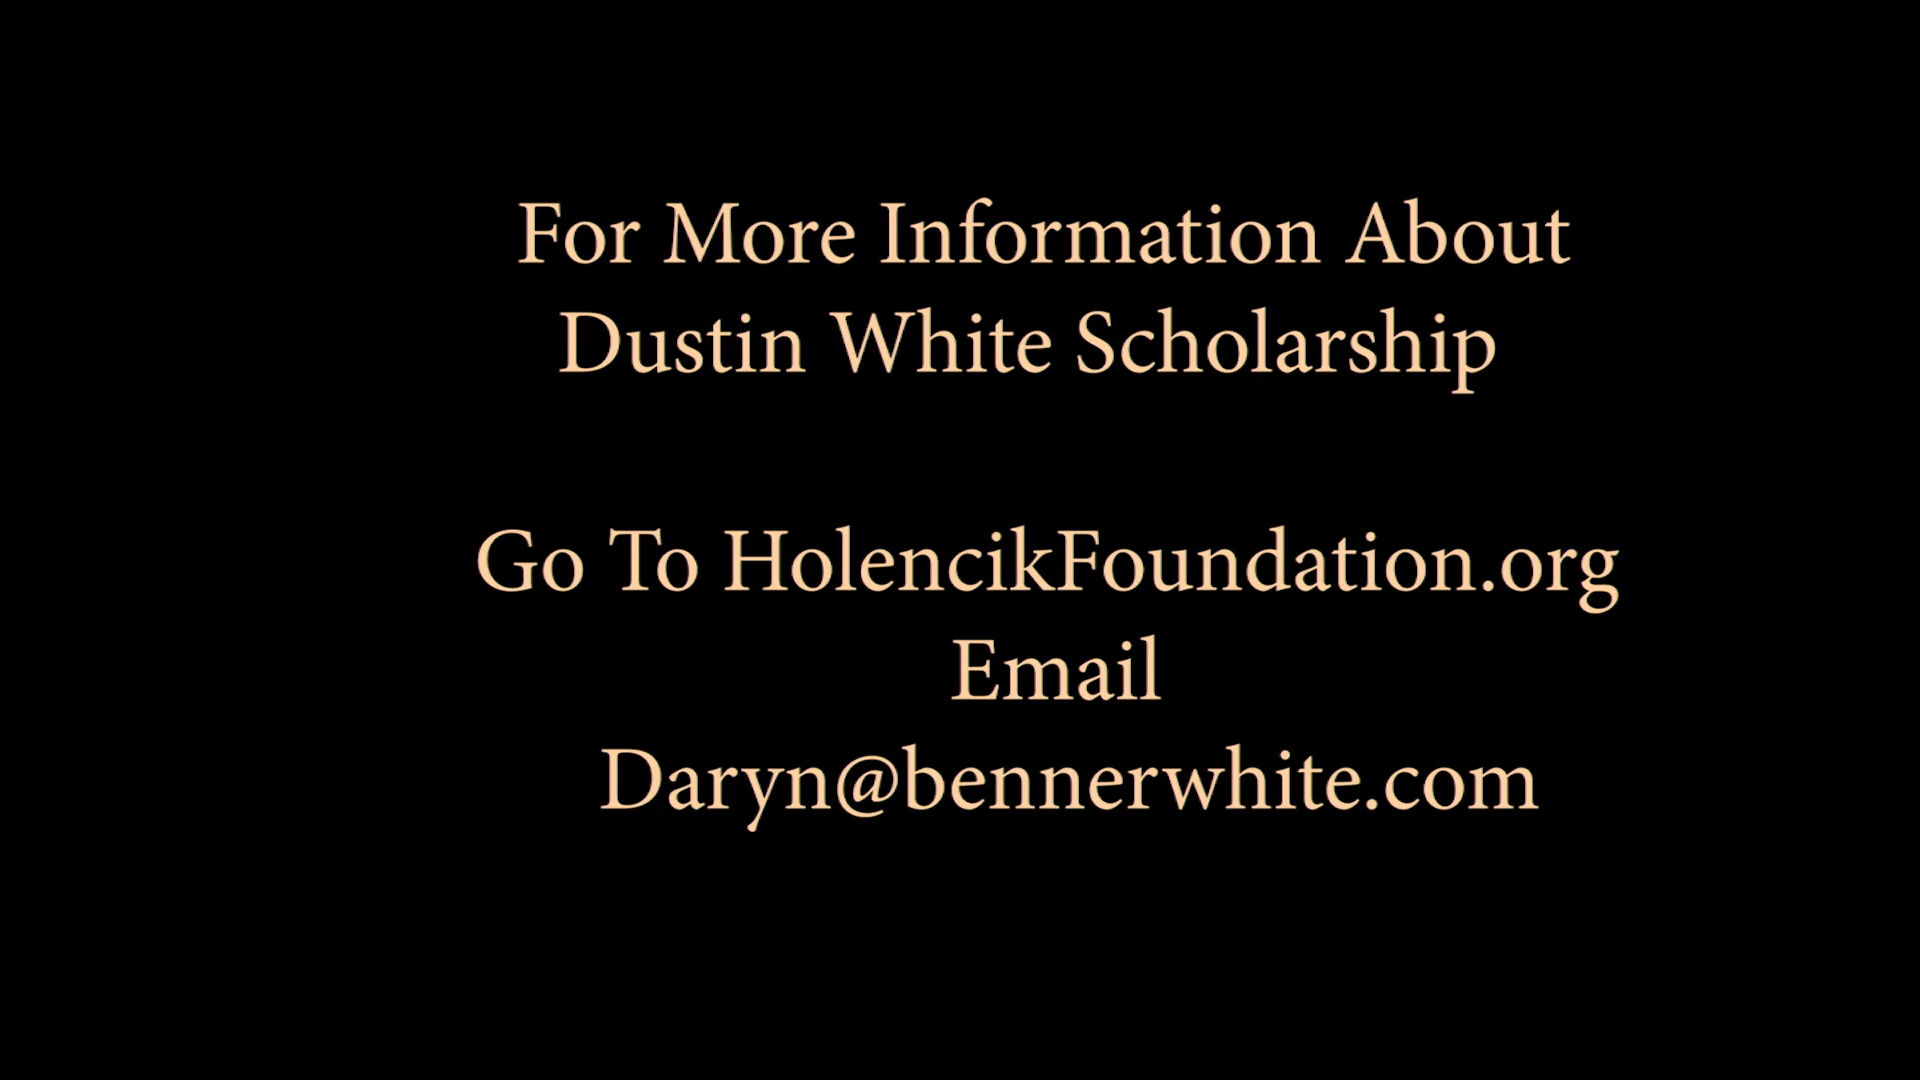 For More Information About
Dustin White Scholarship
Go To HolencikFoundation.org
Email
Daryn@bennerwhite.com